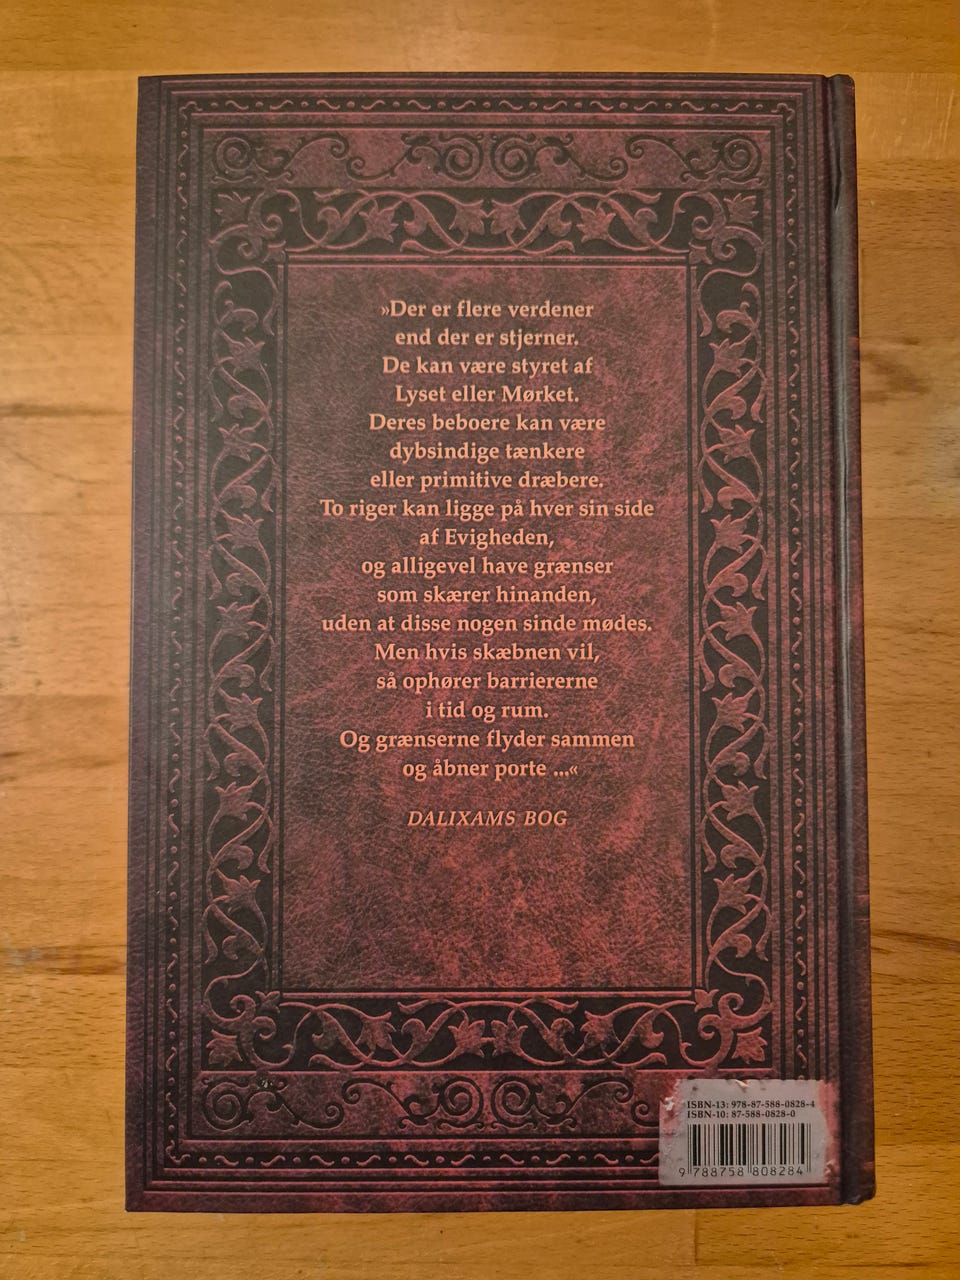 »Der er flere verdener
end der er stjerner.
De kan være styret af
Lyset eller Mørket.
Deres beboere kan være
dybsindige tænkere
eller primitive dræbere.
To riger kan ligge på hver sin side
af Evigheden,
og alligevel have grænser
som skærer hinanden,
uden at disse nogen sinde mødes.
Men hvis skæbnen vil,
så ophører barriererne
i tid og rum.
Og grænserne flyder sammen
og åbner porte ...«
DALIXAMS BOG
ISBN-13: 978-87-588-0828-4
ISBN-10: 87-588-0828-0
9 788758 808284